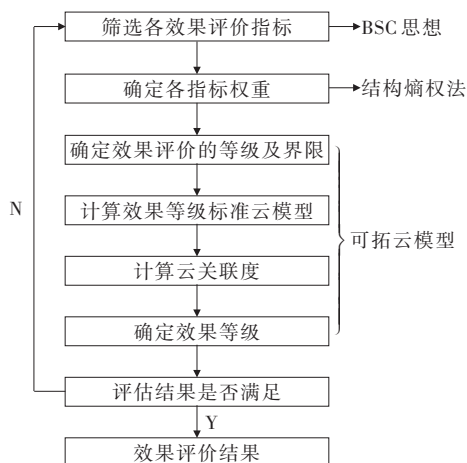 筛选各效果评价指标
BSC 思想
确定各指标权重
结构熵权法
确定效果评价的等级及界限
N
计算效果等级标准云模型
可拓云模型
计算云关联度
确定效果等级
评估结果是否满足
Y
效果评价结果